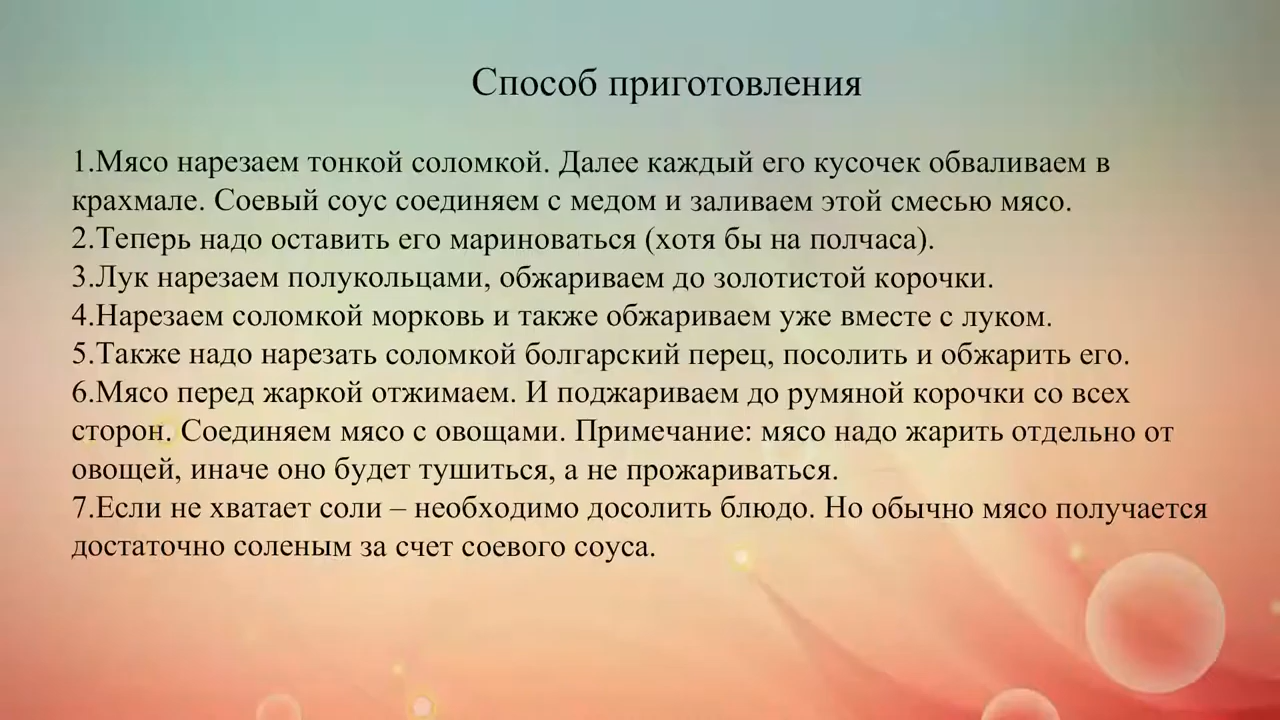 Способ приготовления
1.Мясо нарезаем тонкой соломкой. Далее каждый его кусочек обваливаем в
крахмале. Соевый соус соединяем с медом и заливаем этой смесью мясо.
2.Теперь надо оставить его мариноваться (хотя бы на полчаса).
3.Лук нарезаем полукольцами, обжариваем до золотистой корочки.
4.Нарезаем соломкой морковь и также обжариваем уже вместе с луком.
5.Также надо нарезать соломкой болгарский перец, посолить и обжарить его.
6.Мясо перед жаркой отжимаем. И поджариваем до румяной корочки со всех
сторон. Соединяем мясо с овощами. Примечание: мясо надо жарить отдельно от
овощей, иначе оно будет тушиться, а не прожариваться.
7.Если не хватает соли – необходимо досолить блюдо. Но обычно мясо получается
достаточно соленым за счет соевого соуса.